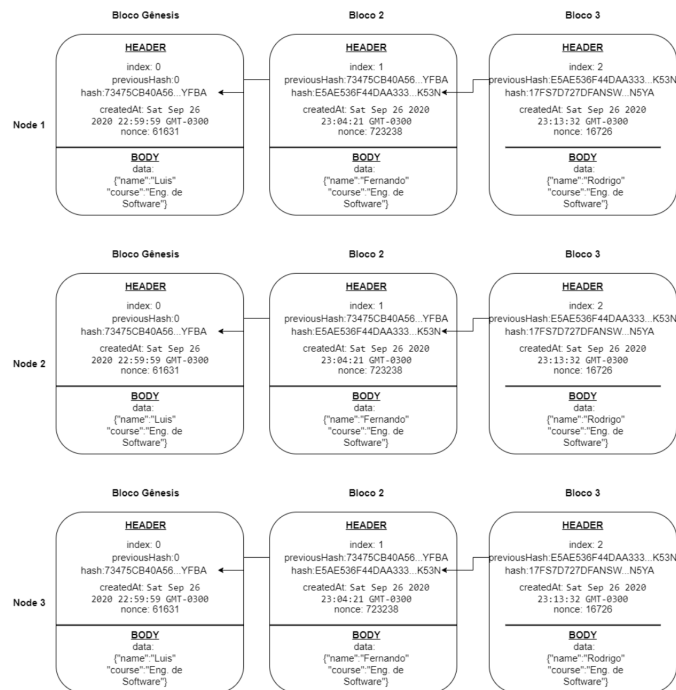 Bloco Gênesis
Bloco 2
Bloco 3
Node 1
HEADER
index: 0
previousHash:0
hash:73475CB40A56...YFBA
createdAt: Sat Sep 26
2020 22:59:59 GMT-0300
nonce: 61631
BODY
data:
{"name":"Luis"
"course":"Eng. de
Software"}
HEADER
index: 1
previousHash:73475CB40A56...YFBA
hash:E5AE536F44DAA333...K53N
createdAt: Sat Sep 26 2020
23:04:21 GMT-0300
nonce: 723238
BODY
data:
{"name":"Fernando"
"course":"Eng. de
Software"}
HEADER
index: 2
previousHash:E5AE536F44DAA333...K53N
hash:17FS7D727DFANSW...N5YA
createdAt: Sat Sep 26 2020
23:13:32 GMT-0300
nonce: 16726
BODY
data:
{"name":"Rodrigo"
"course":"Eng. de
Software"}
Bloco Gênesis
Bloco 2
Bloco 3
Node 2
HEADER
index: 0
previousHash:0
hash:73475CB40A56...YFBA
createdAt: Sat Sep 26
2020 22:59:59 GMT-0300
nonce: 61631
BODY
data:
{"name":"Luis"
"course":"Eng. de
Software"}
HEADER
index: 1
previousHash:73475CB40A56...YFBA
hash:E5AE536F44DAA333...K53N
createdAt: Sat Sep 26 2020
23:04:21 GMT-0300
nonce: 723238
BODY
data:
{"name":"Fernando"
"course":"Eng. de
Software"}
HEADER
index: 2
previousHash:E5AE536F44DAA333...K53N
hash:17FS7D727DFANSW...N5YA
createdAt: Sat Sep 26 2020
23:13:32 GMT-0300
nonce: 16726
BODY
data:
{"name":"Rodrigo"
"course":"Eng. de
Software"}
Bloco Gênesis
Bloco 2
Bloco 3
Node 3
HEADER
index: 0
previousHash:0
hash:73475CB40A56...YFBA
createdAt: Sat Sep 26
2020 22:59:59 GMT-0300
nonce: 61631
BODY
data:
{"name":"Luis"
"course":"Eng. de
Software"}
HEADER
index: 1
previousHash:73475CB40A56...YFBA
hash:E5AE536F44DAA333...K53N
createdAt: Sat Sep 26 2020
23:04:21 GMT-0300
nonce: 723238
BODY
data:
{"name":"Fernando"
"course":"Eng. de
Software"}
HEADER
index: 2
previousHash:E5AE536F44DAA333...K53N
hash:17FS7D727DFANSW...N5YA
createdAt: Sat Sep 26 2020
23:13:32 GMT-0300
nonce: 16726
BODY
data:
{"name":"Rodrigo"
"course":"Eng. de
Software"}